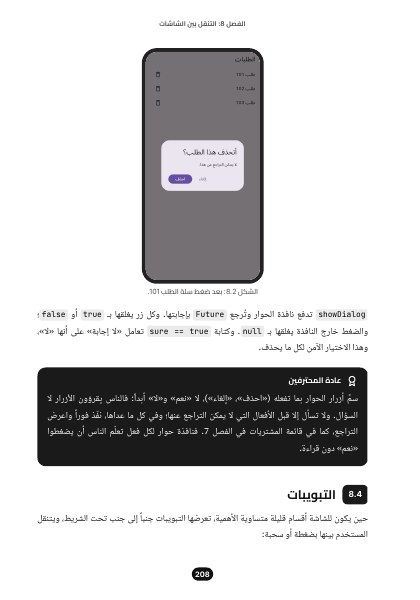 الفصل 8: التنقل بين الشاشات
الطلبات
طلب 101
طلب 102
طلب 103
أتحذف هذا الطلب؟
لا يمكن التراجع عن هذا.
إلغاء
احذف
الشكل 8.2: بعد ضغط سلة الطلب 101.
showDialog تدفع نافذة الحوار وتُرجع Future بإجابتها. وكل زر يغلقها بـ true أو false؛
والضغط خارج النافذة يغلقها بـ null. وكتابة sure == true تعامل «لا إجابة» على أنها «لا»،
وهذا الاختيار الآمن لكل ما يحذف.
عادة المحترفين
سمِّ أزرار الحوار بما تفعله («احذف»، «إلغاء»)، لا «نعم» و«لا» أبداً: فالناس يقرؤون الأزرار لا
السؤال. ولا تسأل إلا قبل الأفعال التي لا يمكن التراجع عنها؛ وفي كل ما عداها، نفّذ فوراً واعرض
التراجع، كما في قائمة المشتريات في الفصل 7. فنافذة حوار لكل فعل تعلّم الناس أن يضغطوا
«نعم» دون قراءة.
8.4 التبويبات
حين يكون للشاشة أقسام قليلة متساوية الأهمية، تعرضها التبويبات جنباً إلى جنب تحت الشريط، ويتنقل
المستخدم بينها بضغطة أو سحبة:
208